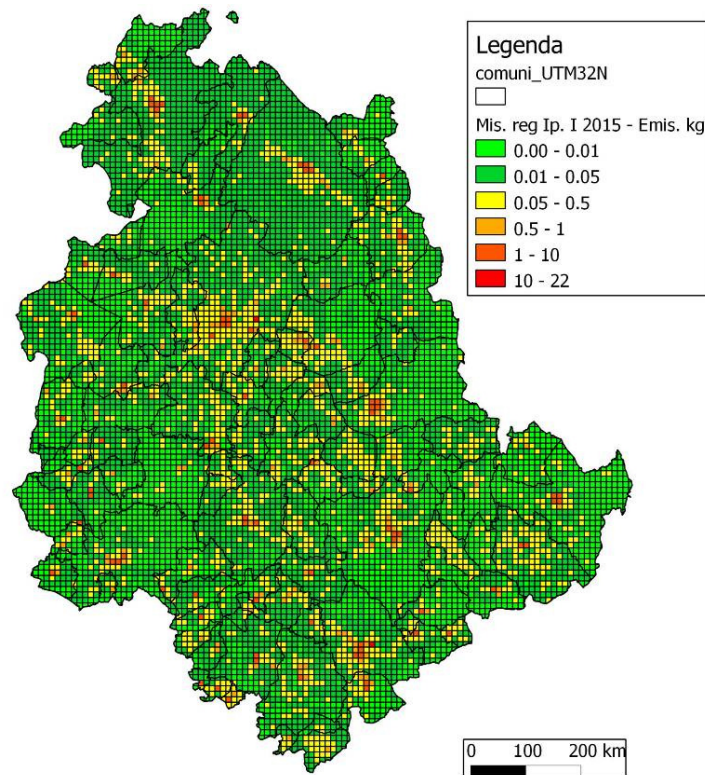 Legenda
comuni_UTM32N
Mis. reg Ip. I 2015 - Emis. kg
0.00 - 0.01
0.01 - 0.05
0.05 - 0.5
0.5 - 1
1 - 10
10 - 22
0 100 200 km